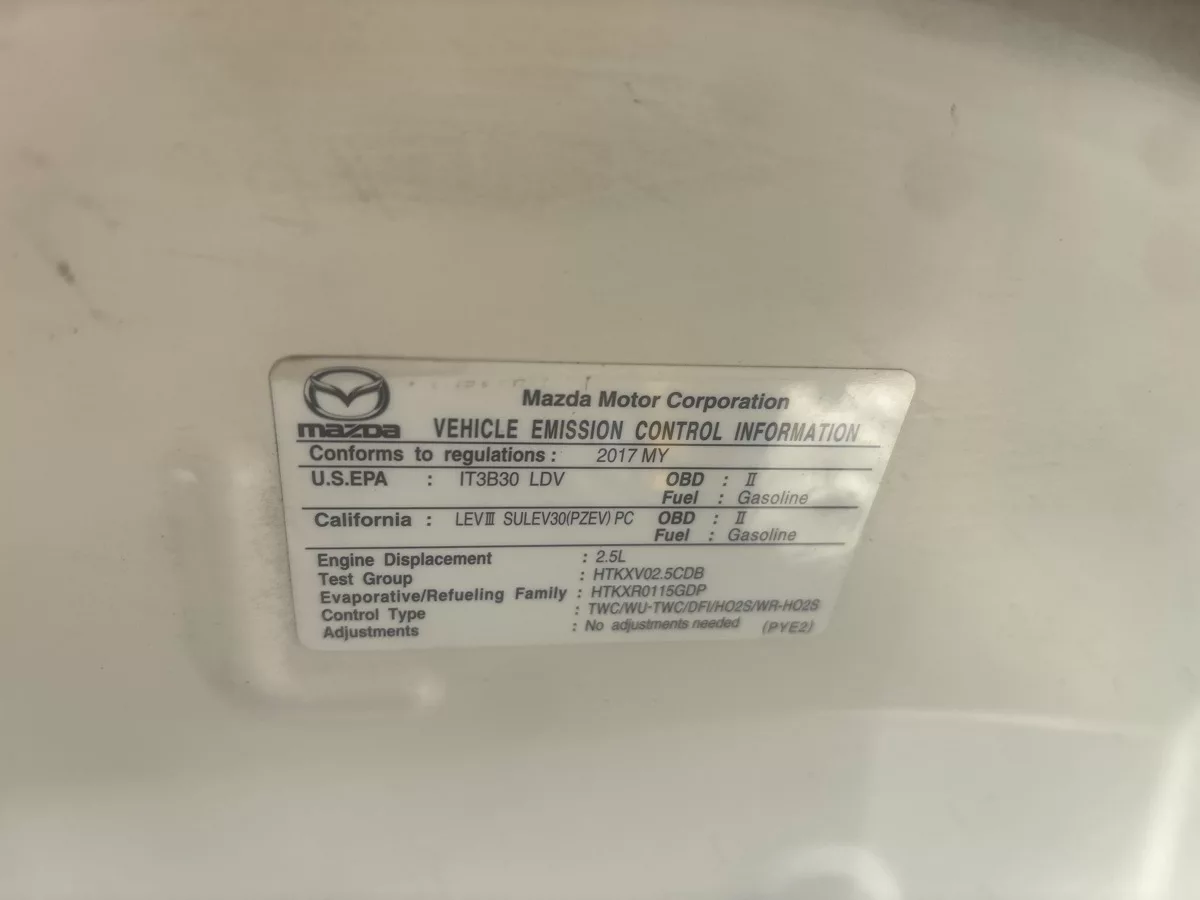 Mazda Motor Corporation
mazda VEHICLE EMISSION CONTROL INFORMATION
Conforms to regulations : 2017 MY
U.S.EPA : IT3B30 LDV OBD : II
Fuel : Gasoline
California : LEVIII SULEV30(PZEV) PC OBD : II
Fuel : Gasoline
Engine Displacement : 2.5L
Test Group : HTKXV02.5CDB
Evaporative/Refueling Family : HTKXR0115GDP
Control Type : TWC/WU-TWC/DFI/HO2S/WR-HO2S
Adjustments : No adjustments needed (PYE2)